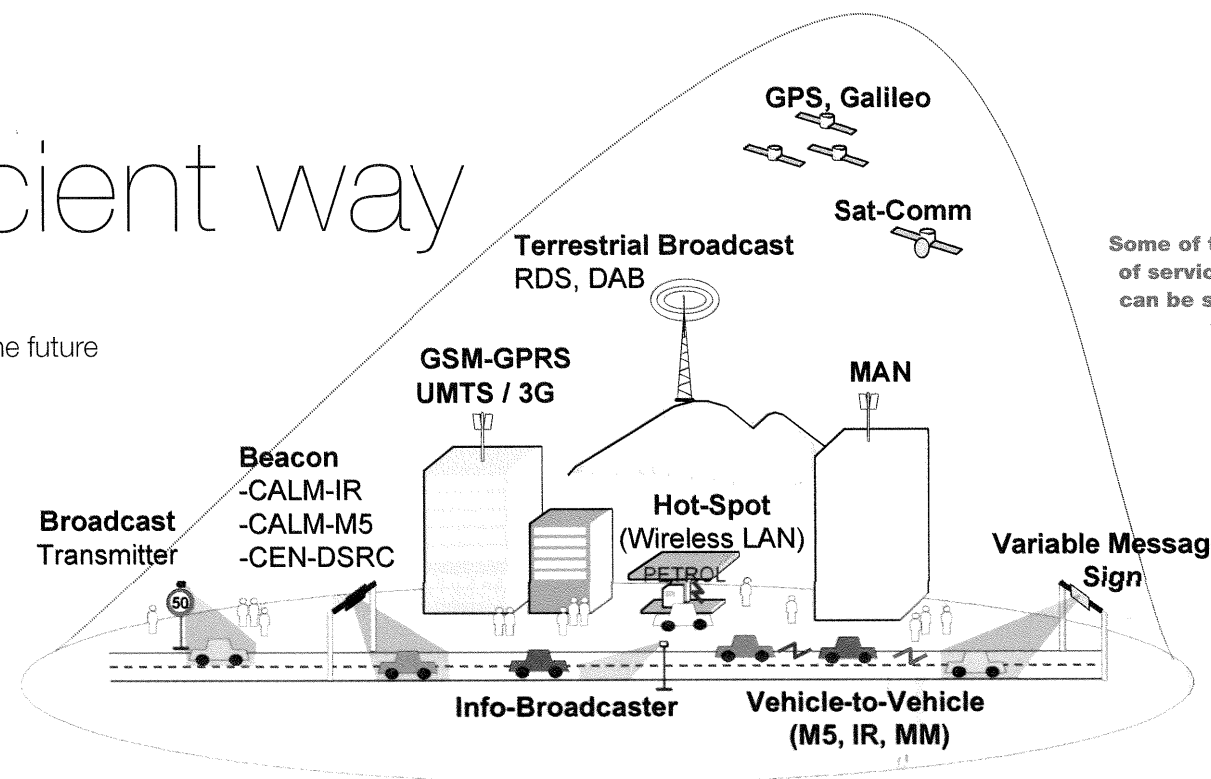 cient way
ne future
GPS, Galileo
Sat-Comm
Some of t
of servic
can be s
Terrestrial Broadcast
RDS, DAB
GSM-GPRS
UMTS / 3G
MAN
Beacon
-CALM-IR
-CALM-M5
-CEN-DSRC
Broadcast
Transmitter
Hot-Spot
(Wireless LAN)
PETROL
Variable Messag
Sign
50
Info-Broadcaster
Vehicle-to-Vehicle
(M5, IR, MM)